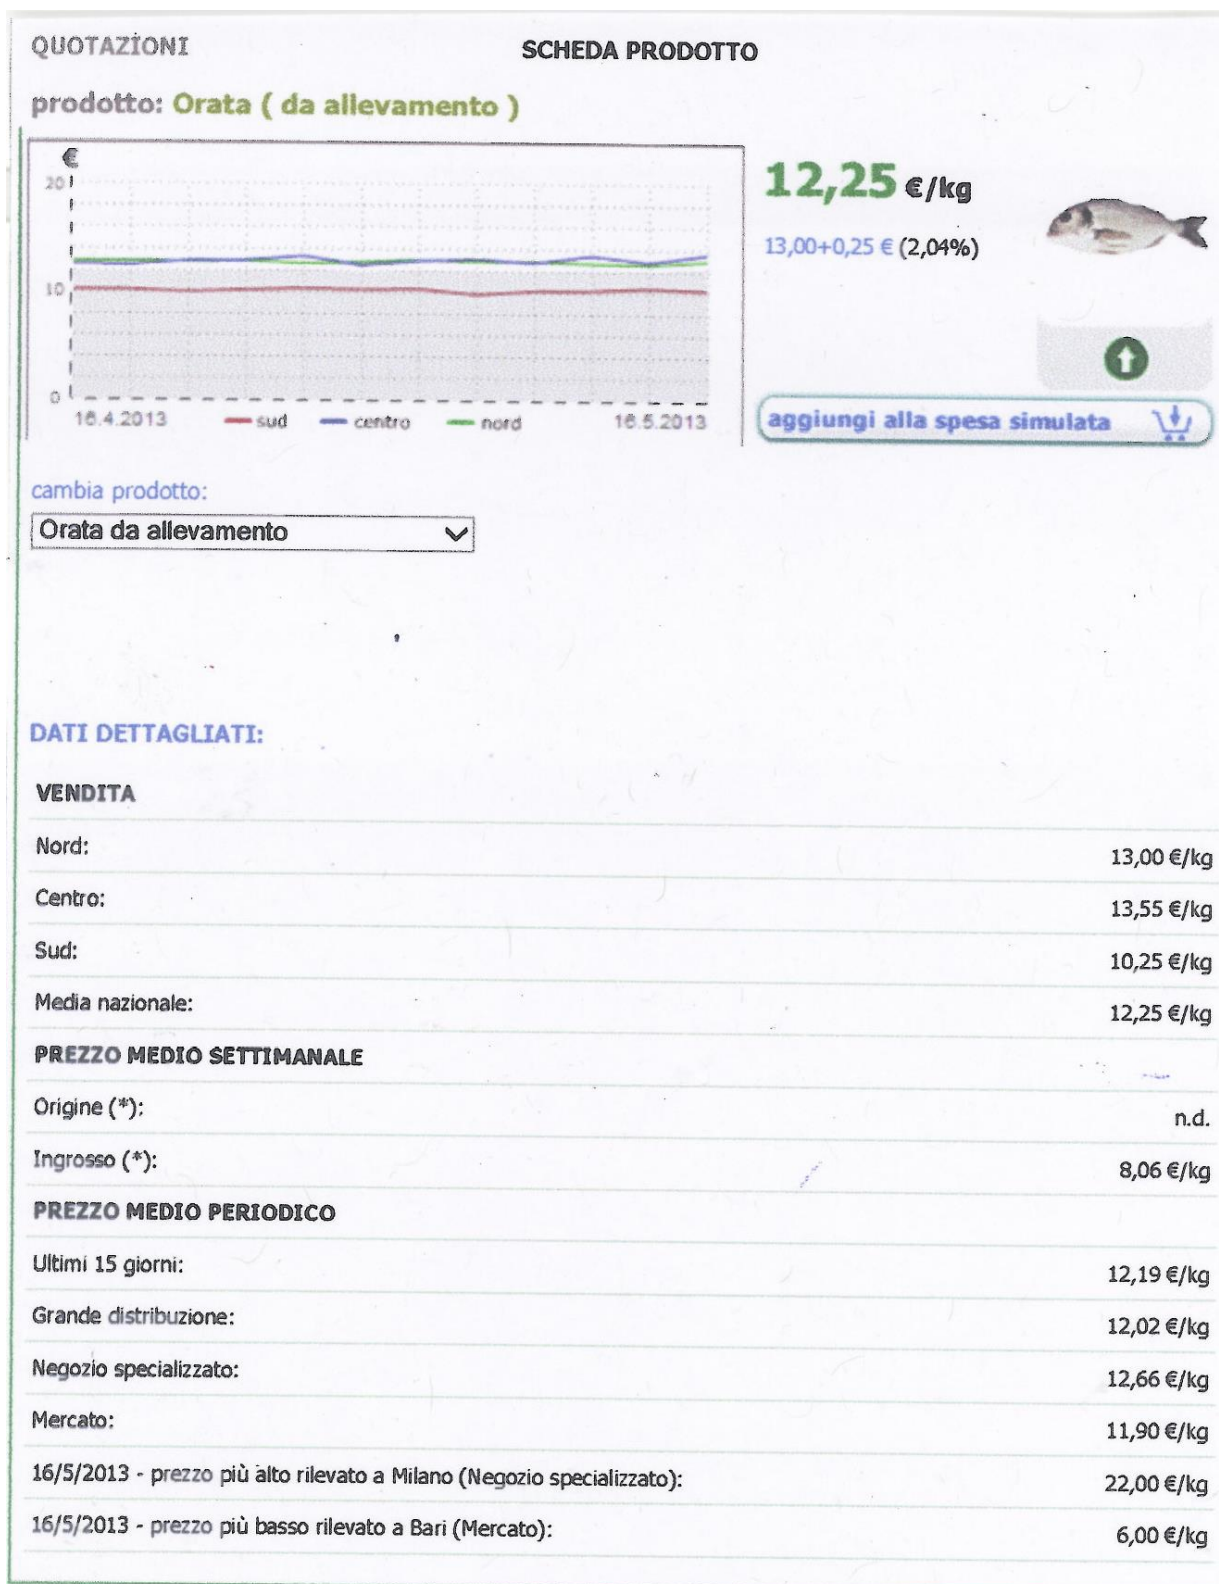 QUOTAZIONI
SCHEDA PRODOTTO
prodotto: Orata ( da allevamento )
€
20
10
0
16.4.2013 sud centro nord 16.5.2013
12,25 €/kg
13,00+0,25 € (2,04%)
aggiungi alla spesa simulata
cambia prodotto:
Orata da allevamento
DATI DETTAGLIATI:
VENDITA
Nord: 13,00 €/kg
Centro: 13,55 €/kg
Sud: 10,25 €/kg
Media nazionale: 12,25 €/kg
PREZZO MEDIO SETTIMANALE
Origine (*): n.d.
Ingrosso (*): 8,06 €/kg
PREZZO MEDIO PERIODICO
Ultimi 15 giorni: 12,19 €/kg
Grande distribuzione: 12,02 €/kg
Negozio specializzato: 12,66 €/kg
Mercato: 11,90 €/kg
16/5/2013 - prezzo più alto rilevato a Milano (Negozio specializzato): 22,00 €/kg
16/5/2013 - prezzo più basso rilevato a Bari (Mercato): 6,00 €/kg